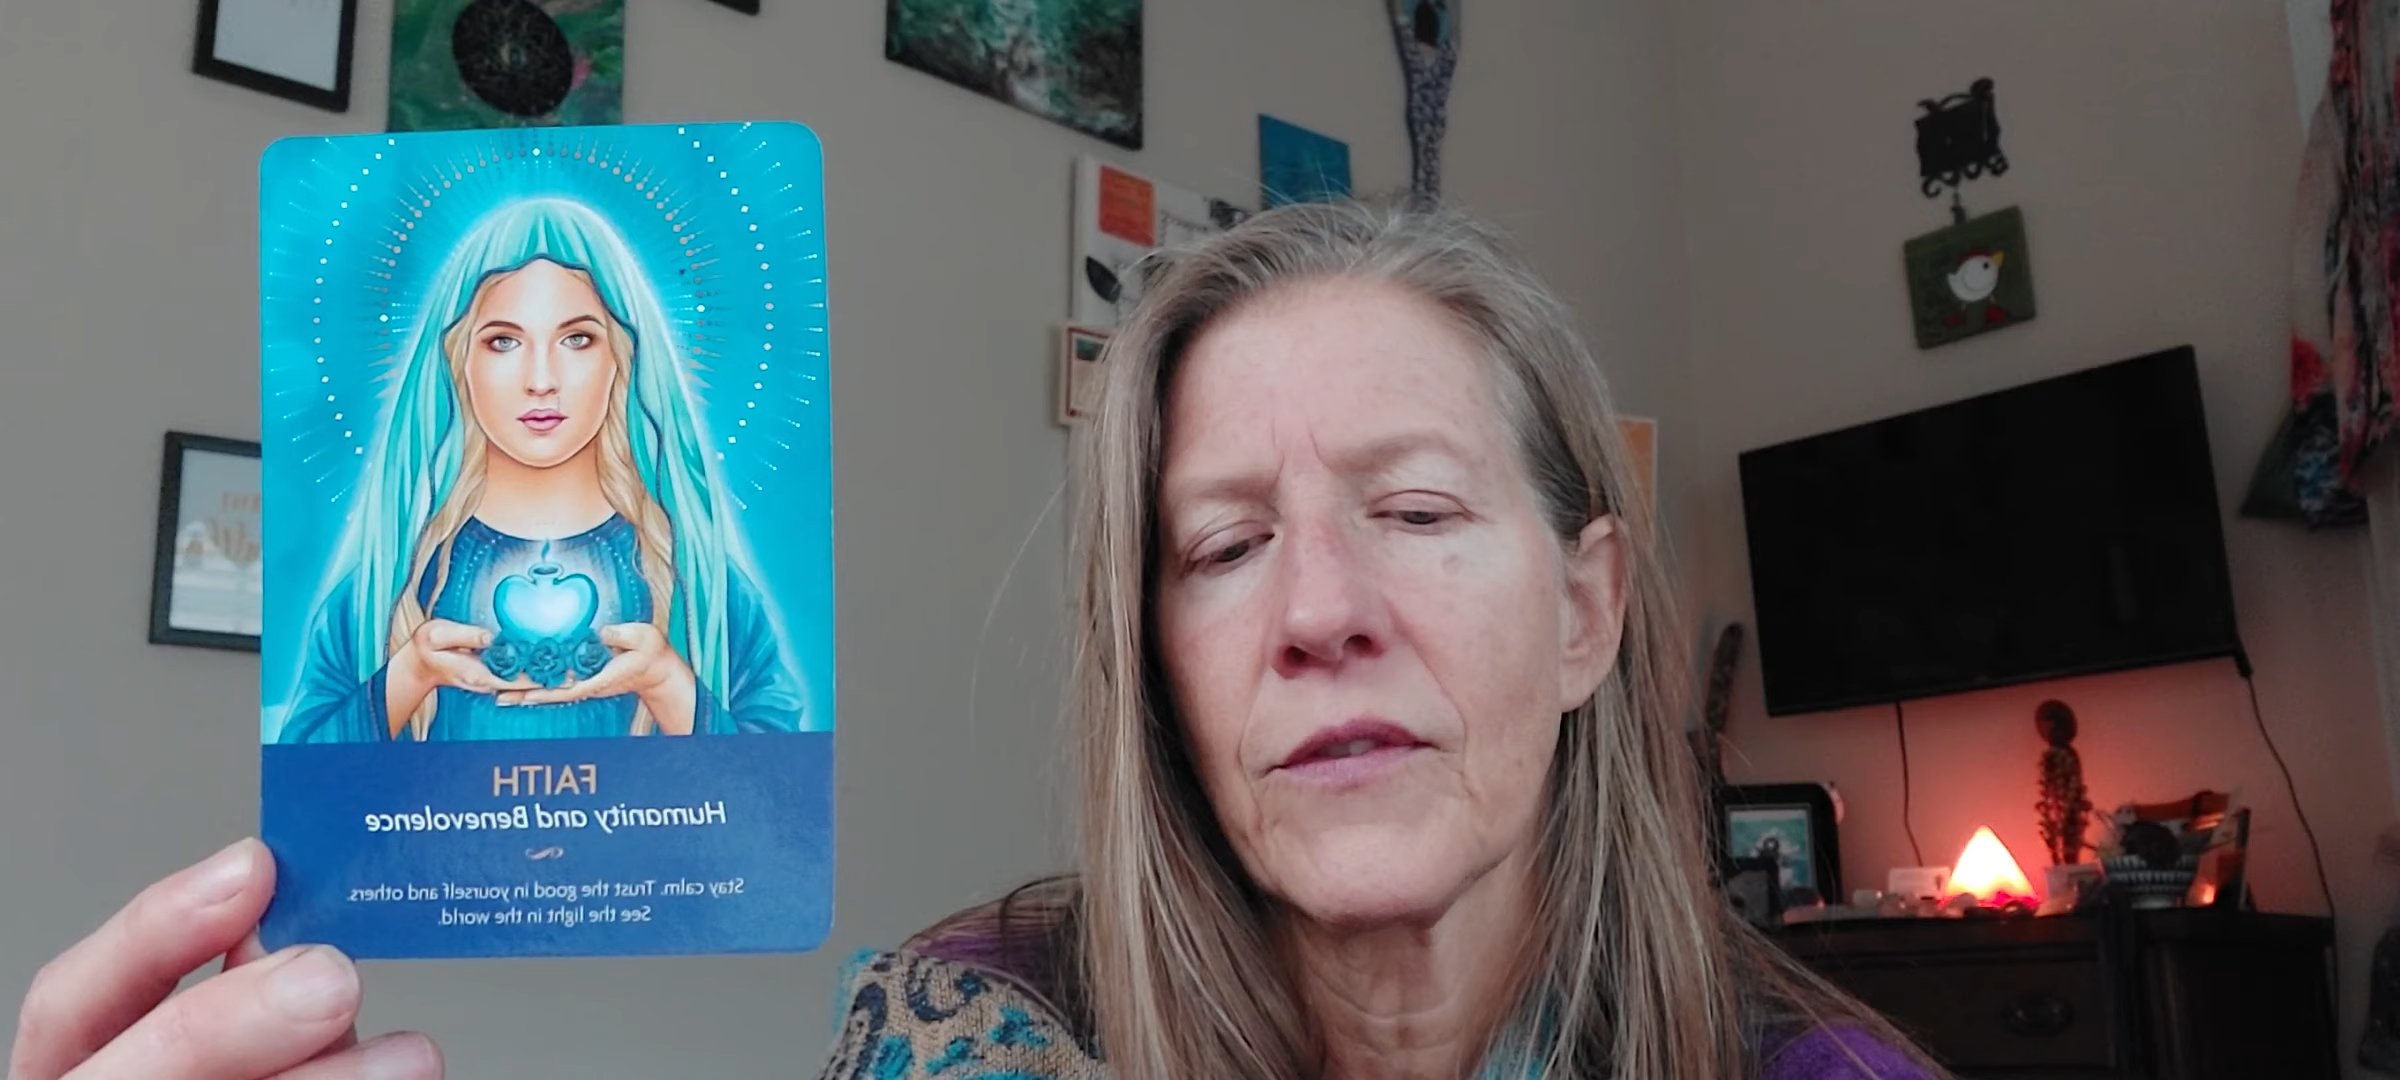 FAITH
Humanity and Benevolence
Stay calm. Trust the good in yourself and others.
See the light in the world.